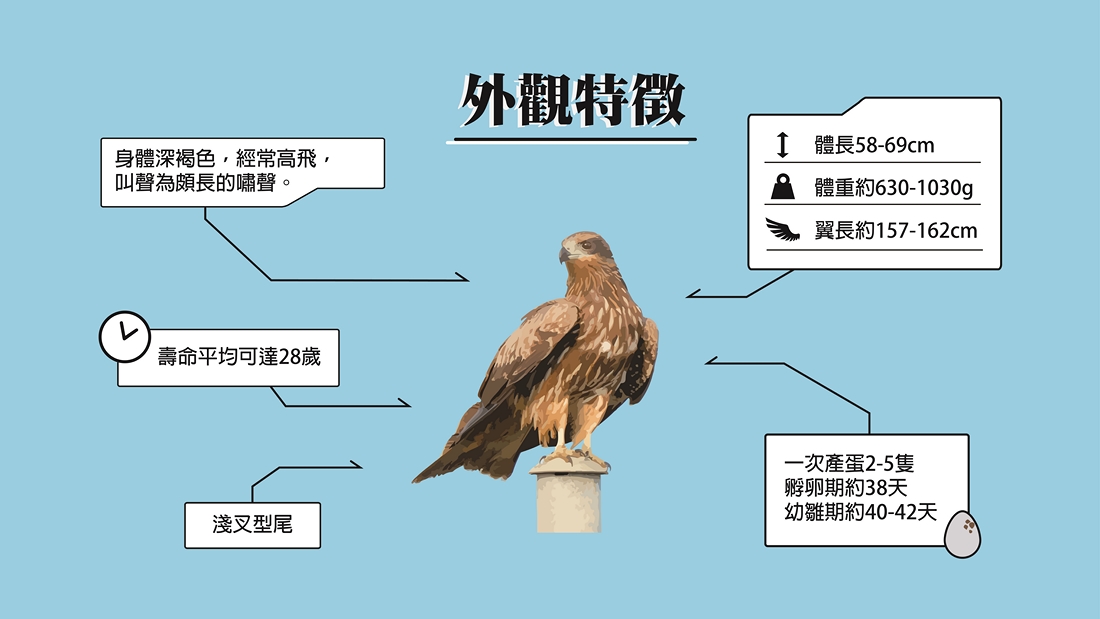 外觀特徵
身體深褐色，經常高飛，
叫聲為頗長的嘯聲。
體長58-69cm
體重約630-1030g
翼長約157-162cm
壽命平均可達28歲
淺叉型尾
一次產蛋2-5隻
孵卵期約38天
幼雛期約40-42天